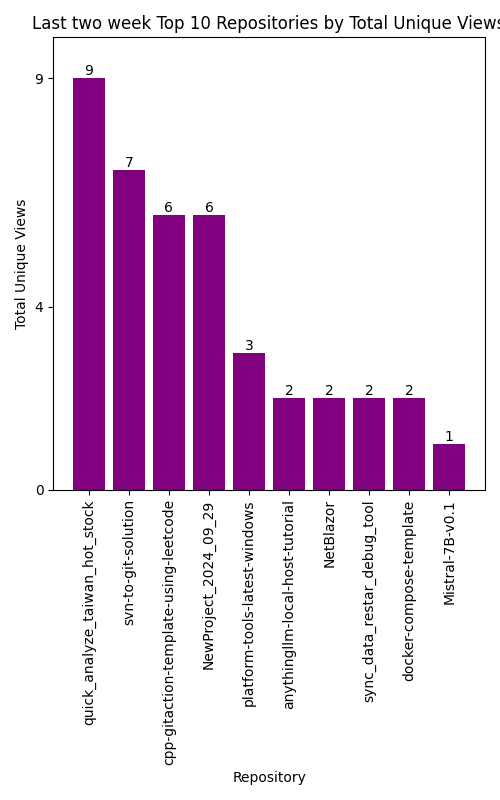 Last two week Top 10 Repositories by Total Unique Views
Total Unique Views
9
4
0
9
7
6
6
3
2
2
2
2
1
quick_analyze_taiwan_hot_stock
svn-to-git-solution
cpp-gitaction-template-using-leetcode
NewProject_2024_09_29
platform-tools-latest-windows
anythingllm-local-host-tutorial
NetBlazor
sync_data_restar_debug_tool
docker-compose-template
Mistral-7B-v0.1
Repository